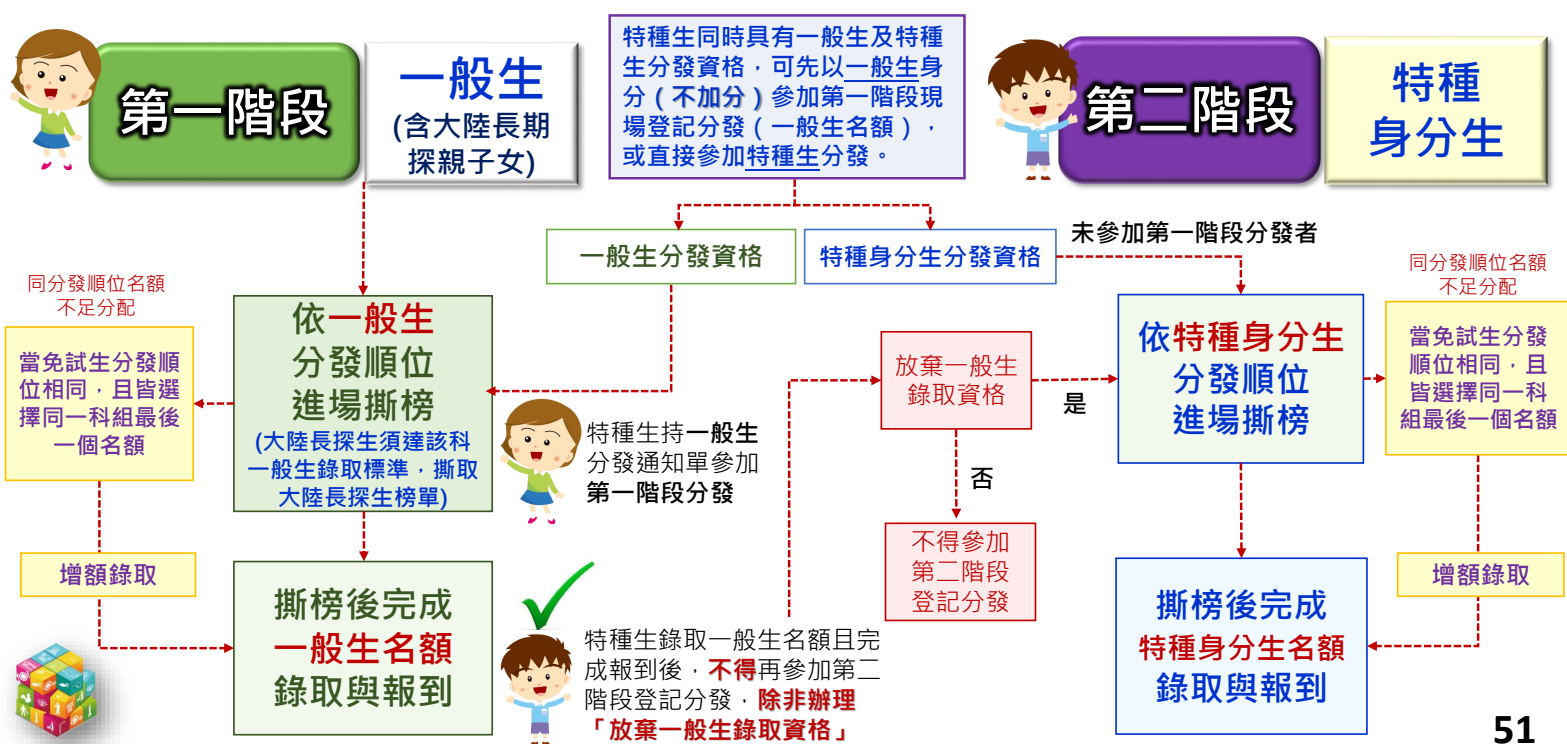 第一階段
一般生
(含大陸長期
探親子女)
特種生同時具有一般生及特種
生分發資格，可先以一般生身
分（不加分）參加第一階段現
場登記分發（一般生名額），
或直接參加特種生分發。
第二階段
特種
身分生
一般生分發資格
特種身分生分發資格
未參加第一階段分發者
同分發順位名額
不足分配
當免試生分發順
位相同，且皆選
擇同一科組最後
一個名額
增額錄取
依一般生
分發順位
進場撕榜
(大陸長探生須達該科
一般生錄取標準，撕取
大陸長探生榜單)
特種生持一般生
分發通知單參加
第一階段分發
撕榜後完成
一般生名額
錄取與報到
特種生錄取一般生名額且完
成報到後，不得再參加第二
階段登記分發，除非辦理
「放棄一般生錄取資格」
放棄一般生
錄取資格
是
否
不得參加
第二階段
登記分發
依特種身分生
分發順位
進場撕榜
撕榜後完成
特種身分生名額
錄取與報到
同分發順位名額
不足分配
當免試生分發
順位相同，且
皆選擇同一科
組最後一個名額
增額錄取
51